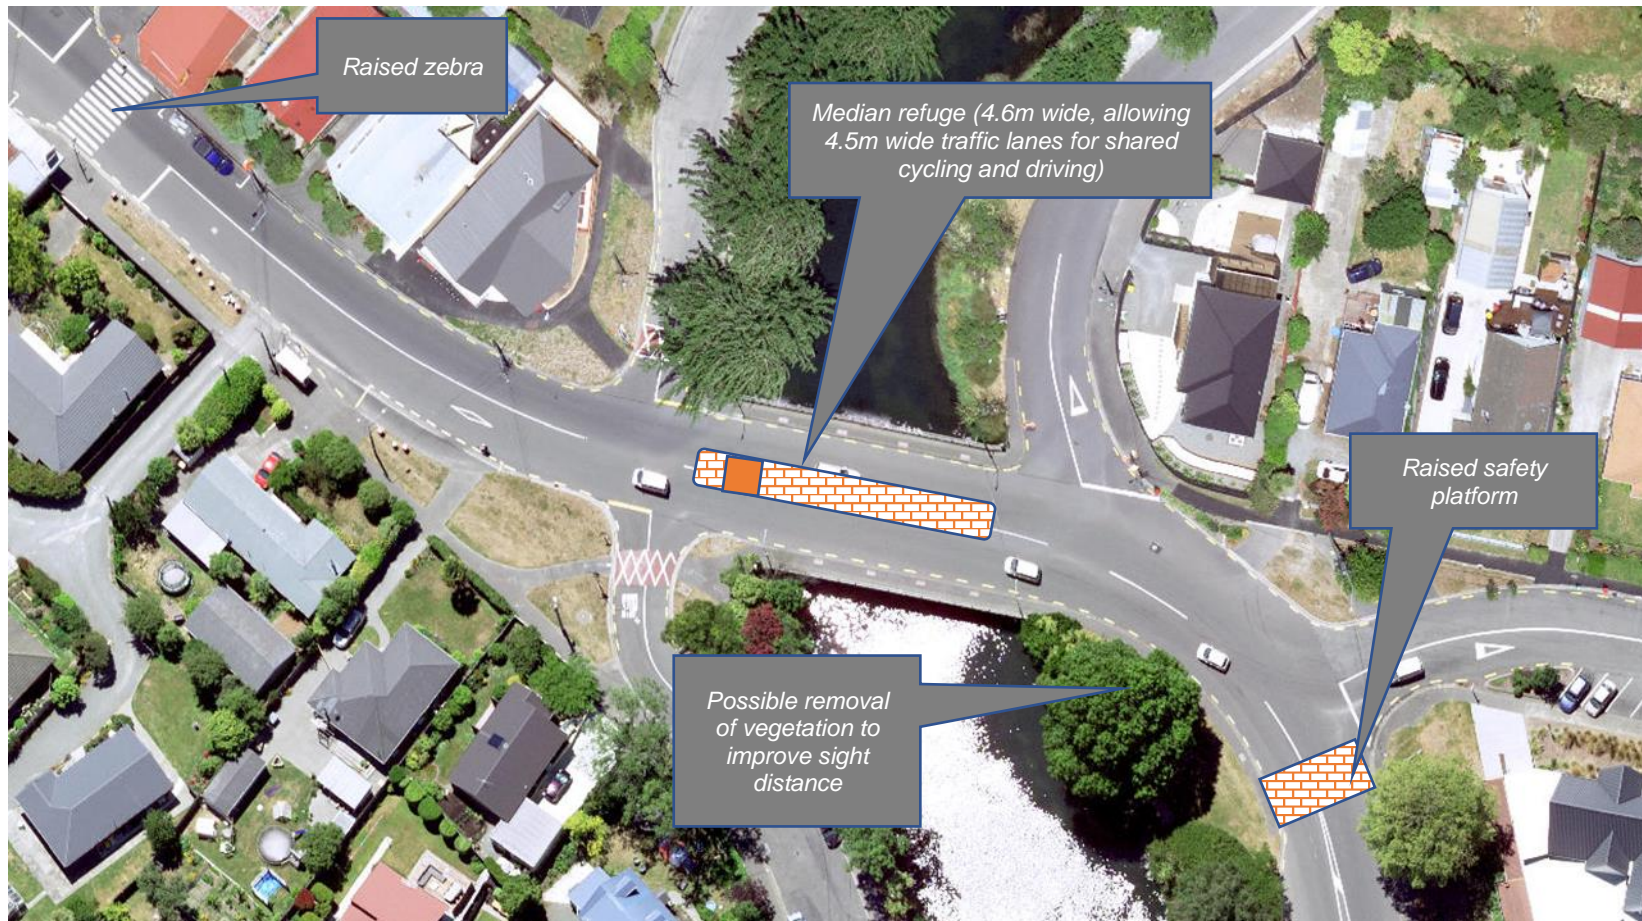 Raised zebra
Median refuge (4.6m wide, allowing
4.5m wide traffic lanes for shared
cycling and driving)
Raised safety
platform
Possible removal
of vegetation to
improve sight
distance